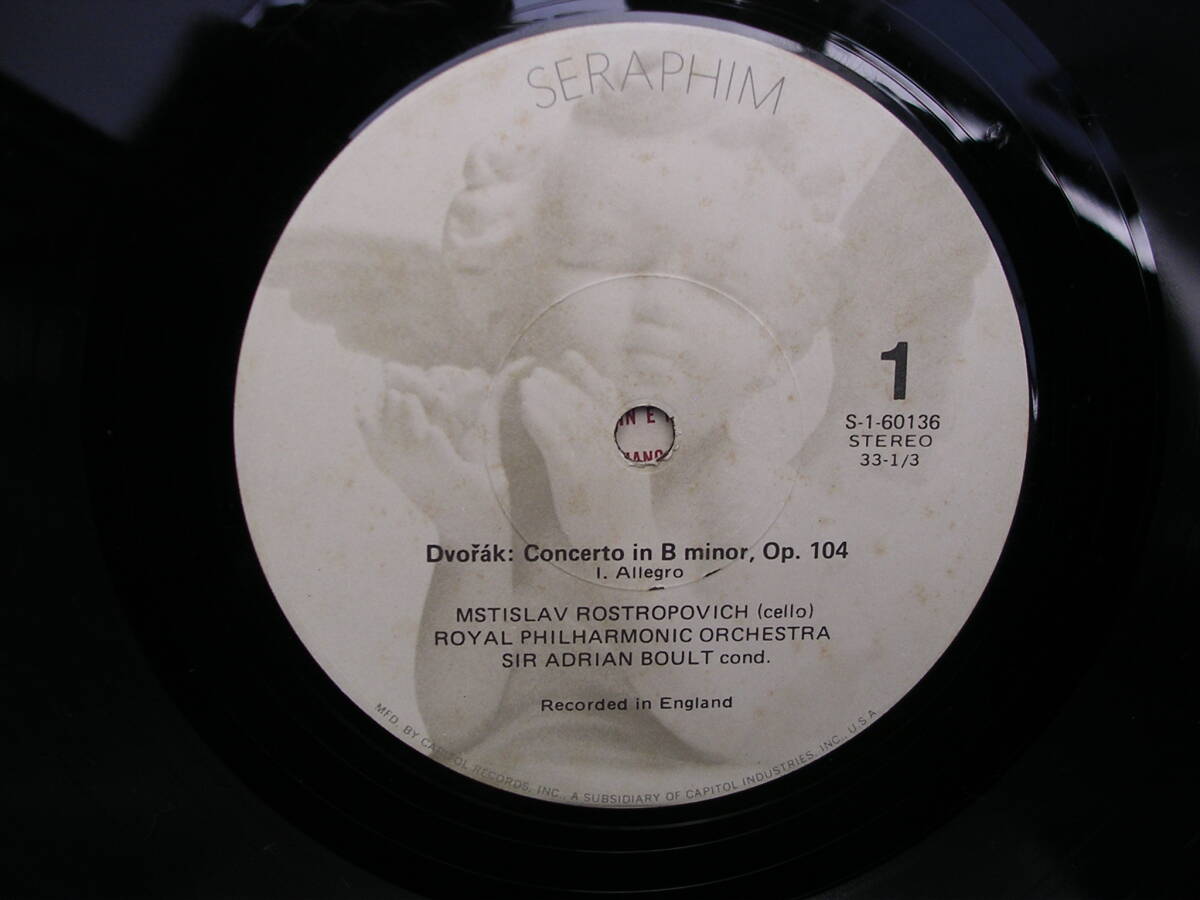 SERAPHIM
1
S-1-60136
STEREO
33-1/3
IN E
Dvořák: Concerto in B minor, Op. 104
I. Allegro
MSTISLAV ROSTROPOVICH (cello)
ROYAL PHILHARMONIC ORCHESTRA
SIR ADRIAN BOULT cond.
Recorded in England
MFD. BY CAPITOL RECORDS, INC., A SUBSIDIARY OF CAPITOL INDUSTRIES, INC., U.S.A.